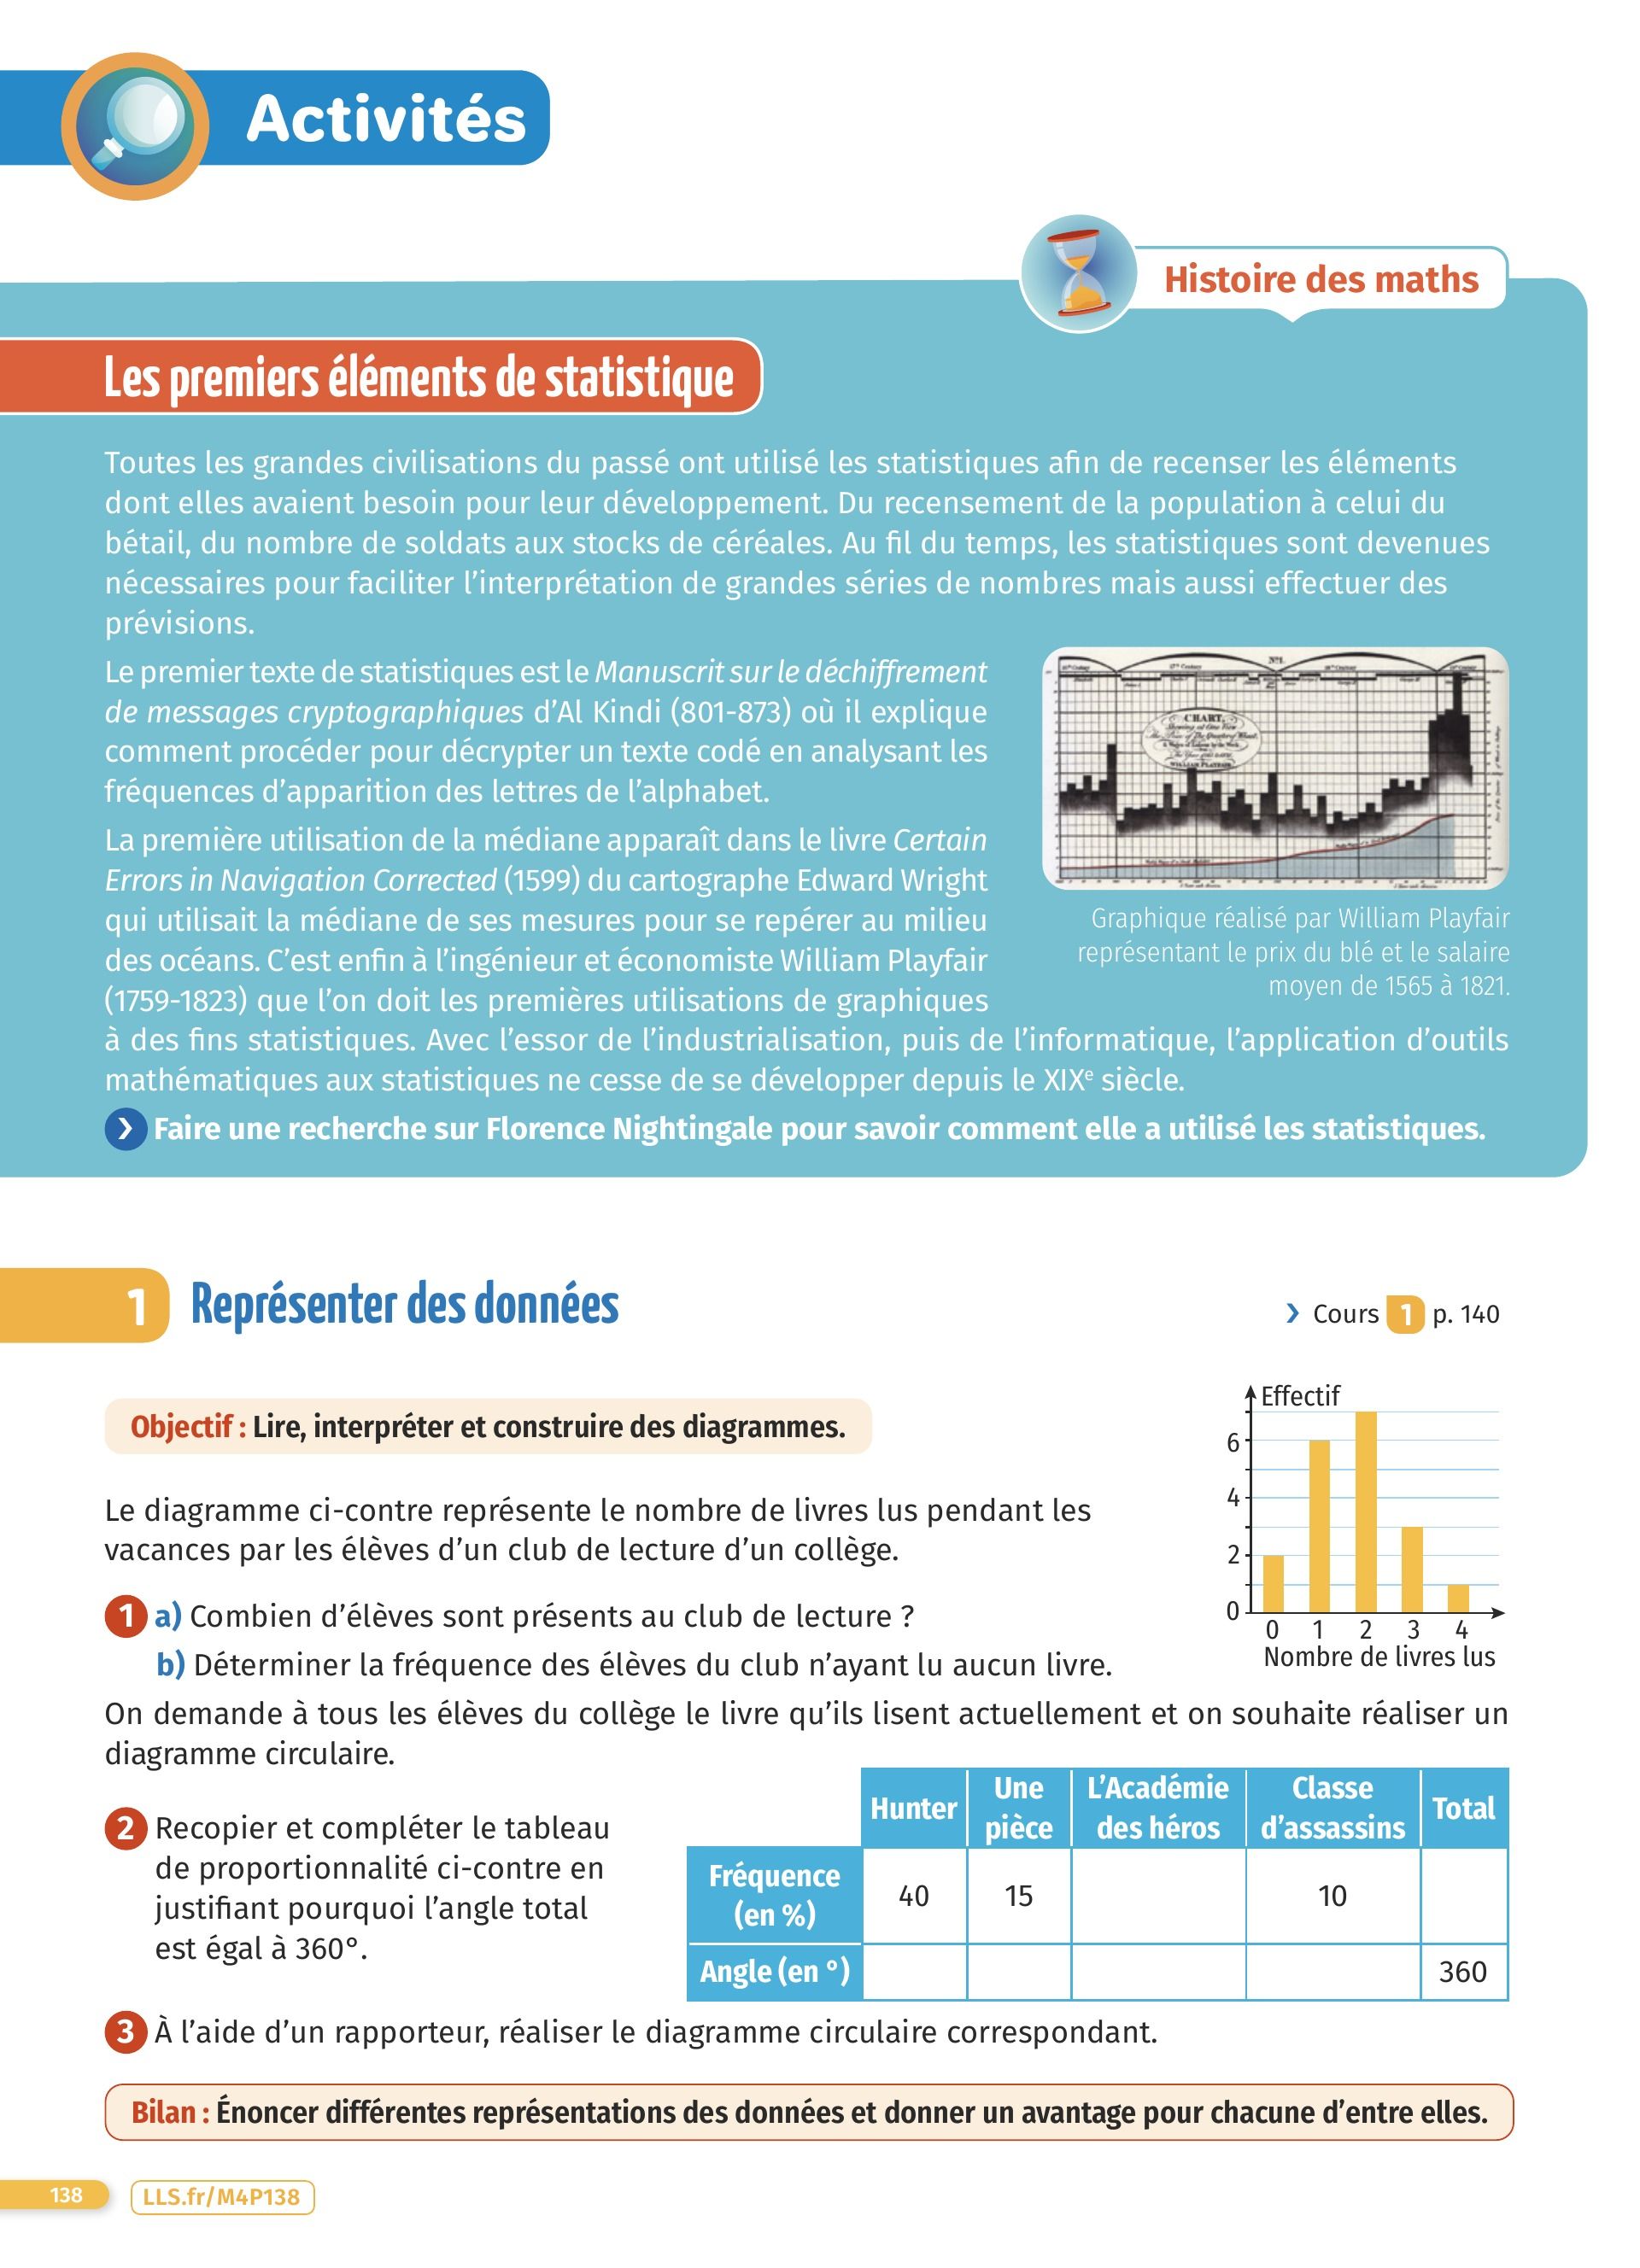 Activités
Histoire des maths
Les premiers éléments de statistique
Toutes les grandes civilisations du passé ont utilisé les statistiques afin de recenser les éléments
dont elles avaient besoin pour leur développement. Du recensement de la population à celui du
bétail, du nombre de soldats aux stocks de céréales. Au fil du temps, les statistiques sont devenues
nécessaires pour faciliter l’interprétation de grandes séries de nombres mais aussi effectuer des
prévisions.
Le premier texte de statistiques est le Manuscrit sur le déchiffrement
de messages cryptographiques d’Al Kindi (801-873) où il explique
comment procéder pour décrypter un texte codé en analysant les
fréquences d’apparition des lettres de l’alphabet.
La première utilisation de la médiane apparaît dans le livre Certain
Errors in Navigation Corrected (1599) du cartographe Edward Wright
qui utilisait la médiane de ses mesures pour se repérer au milieu
des océans. C’est enfin à l’ingénieur et économiste William Playfair
(1759-1823) que l’on doit les premières utilisations de graphiques
à des fins statistiques. Avec l’essor de l’industrialisation, puis de l’informatique, l’application d’outils
mathématiques aux statistiques ne cesse de se développer depuis le XIXe siècle.
CHART,
WILLIAM PLAYFAIR
Graphique réalisé par William Playfair
représentant le prix du blé et le salaire
moyen de 1565 à 1821.
Faire une recherche sur Florence Nightingale pour savoir comment elle a utilisé les statistiques.
1 Représenter des données
Cours 1 p. 140
Objectif : Lire, interpréter et construire des diagrammes.
Le diagramme ci-contre représente le nombre de livres lus pendant les
vacances par les élèves d’un club de lecture d’un collège.
1 a) Combien d’élèves sont présents au club de lecture ?
b) Déterminer la fréquence des élèves du club n’ayant lu aucun livre.
Effectif
6
4
2
0
0 1 2 3 4
Nombre de livres lus
On demande à tous les élèves du collège le livre qu’ils lisent actuellement et on souhaite réaliser un
diagramme circulaire.
2 Recopier et compléter le tableau
de proportionnalité ci-contre en
justifiant pourquoi l’angle total
est égal à 360°.
Hunter
Une
pièce
L’Académie
des héros
Classe
d’assassins
Total
Fréquence
(en %)
40 15 10
Angle (en °) 360
3 À l’aide d’un rapporteur, réaliser le diagramme circulaire correspondant.
Bilan : Énoncer différentes représentations des données et donner un avantage pour chacune d’entre elles.
138
LLS.fr/M4P138